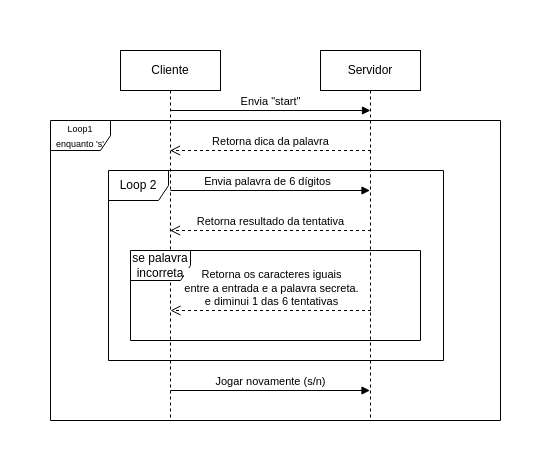 Cliente
Servidor
Envia "start"
Loop1
enquanto 's'
Retorna dica da palavra
Loop 2
Envia palavra de 6 dígitos
Retorna resultado da tentativa
se palavra
incorreta
Retorna os caracteres iguais
entre a entrada e a palavra secreta.
e diminui 1 das 6 tentativas
Jogar novamente (s/n)